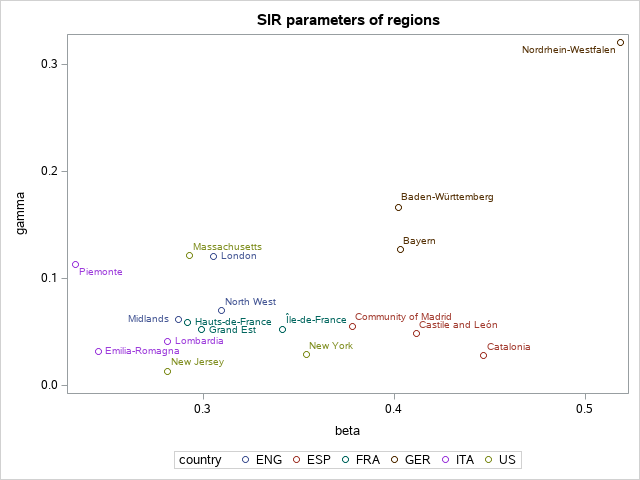 SIR parameters of regions
gamma
0.3
0.2
0.1
0.0
Nordrhein-Westfalen
Baden-Württemberg
Bayern
Massachusetts
London
Piemonte
North West
Midlands
Hauts-de-France
Grand Est
Île-de-France
Community of Madrid
Castile and León
Lombardia
Emilia-Romagna
New York
Catalonia
New Jersey
0.3 0.4 0.5
beta
country ENG ESP FRA GER ITA US